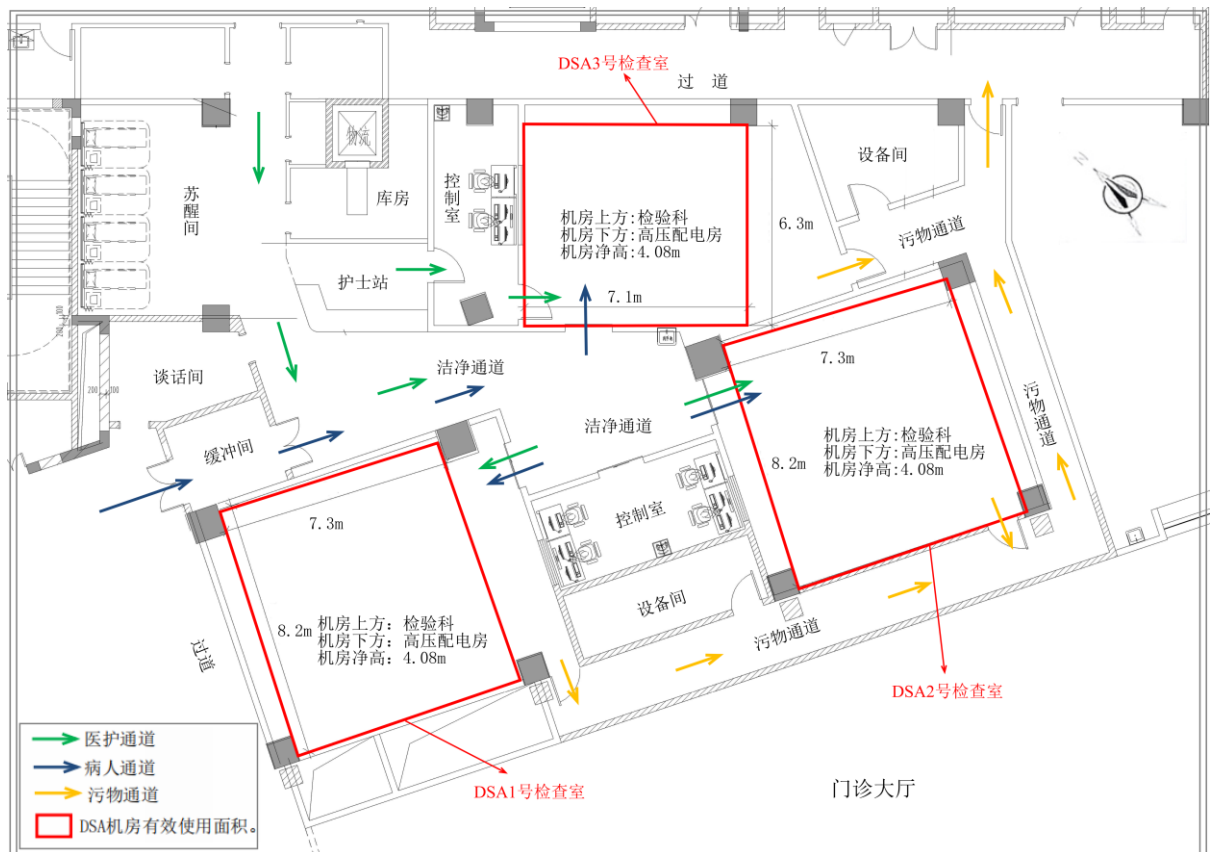 DSA3号检查室
过 道
物流
设备间
苏醒间
库房
控制室
机房上方:检验科
机房下方:高压配电房
机房净高:4.08m
6.3m
污物通道
N
护士站
7.1m
洁净通道
谈话间
200
100
7.3m
污物通道
缓冲间
洁净通道
机房上方:检验科
机房下方:高压配电房
机房净高:4.08m
8.2m
7.3m
控制室
设备间
8.2m
机房上方: 检验科
机房下方: 高压配电房
机房净高: 4.08m
污物通道
过道
DSA2号检查室
医护通道
病人通道
污物通道
DSA机房有效使用面积。
DSA1号检查室
门诊大厅